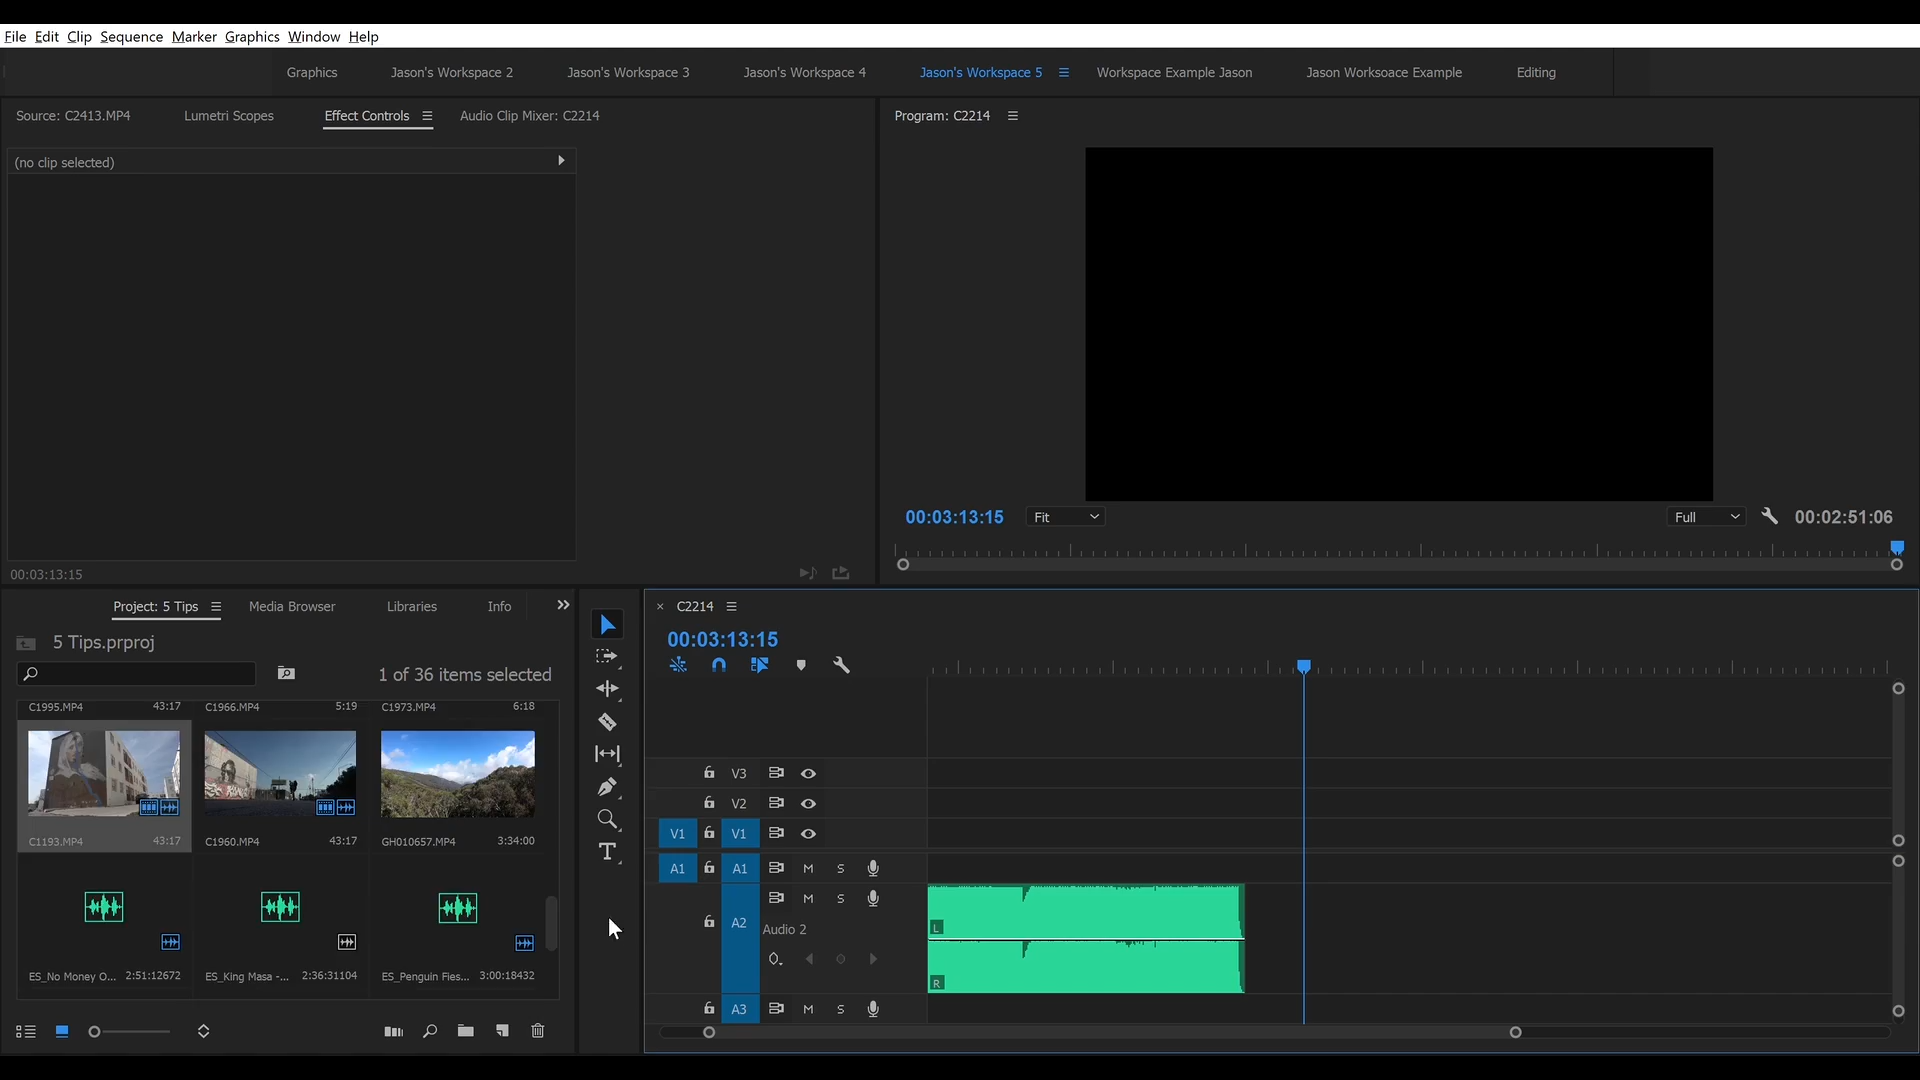 File Edit Clip Sequence Marker Graphics Window Help
Graphics Jason's Workspace 2 Jason's Workspace 3 Jason's Workspace 4 Jason's Workspace 5 Workspace Example Jason Jason Worksoace Example Editing
Source: C2413.MP4 Lumetri Scopes Effect Controls Audio Clip Mixer: C2214
(no clip selected)
00:03:13:15
Program: C2214
00:03:13:15 Fit Full 00:02:51:06
Project: 5 Tips Media Browser Libraries Info
5 Tips.prproj
1 of 36 items selected
C1995.MP4 43:17 C1966.MP4 5:19 C1973.MP4 6:18
C1193.MP4 43:17 C1960.MP4 43:17 GH010657.MP4 3:34:00
ES_No Money O... 2:51:12672 ES_King Masa -... 2:36:31104 ES_Penguin Fies... 3:00:18432
× C2214
00:03:13:15
V3
V2
V1 V1
A1 A1 M S
A2 M S
Audio 2
L
R
A3 M S